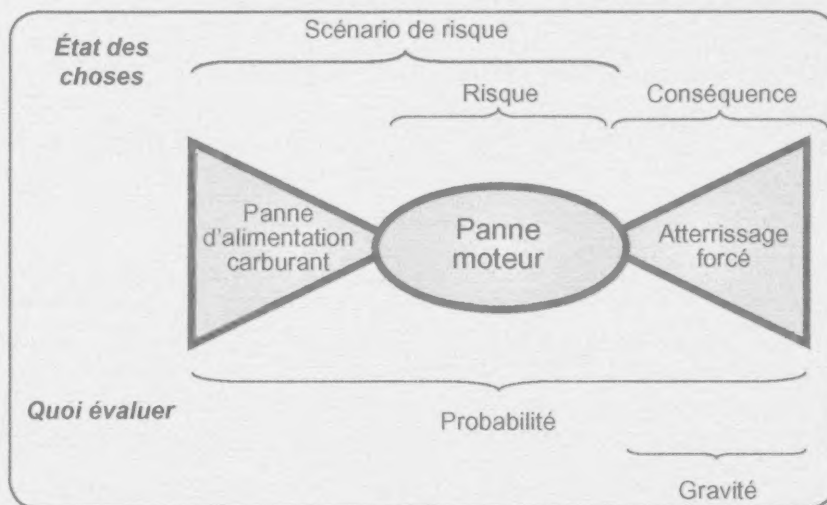 État des
choses
Scénario de risque
Risque
Conséquence
Panne
d'alimentation
carburant
Panne
moteur
Atterrissage
forcé
Quoi évaluer
Probabilité
Gravité